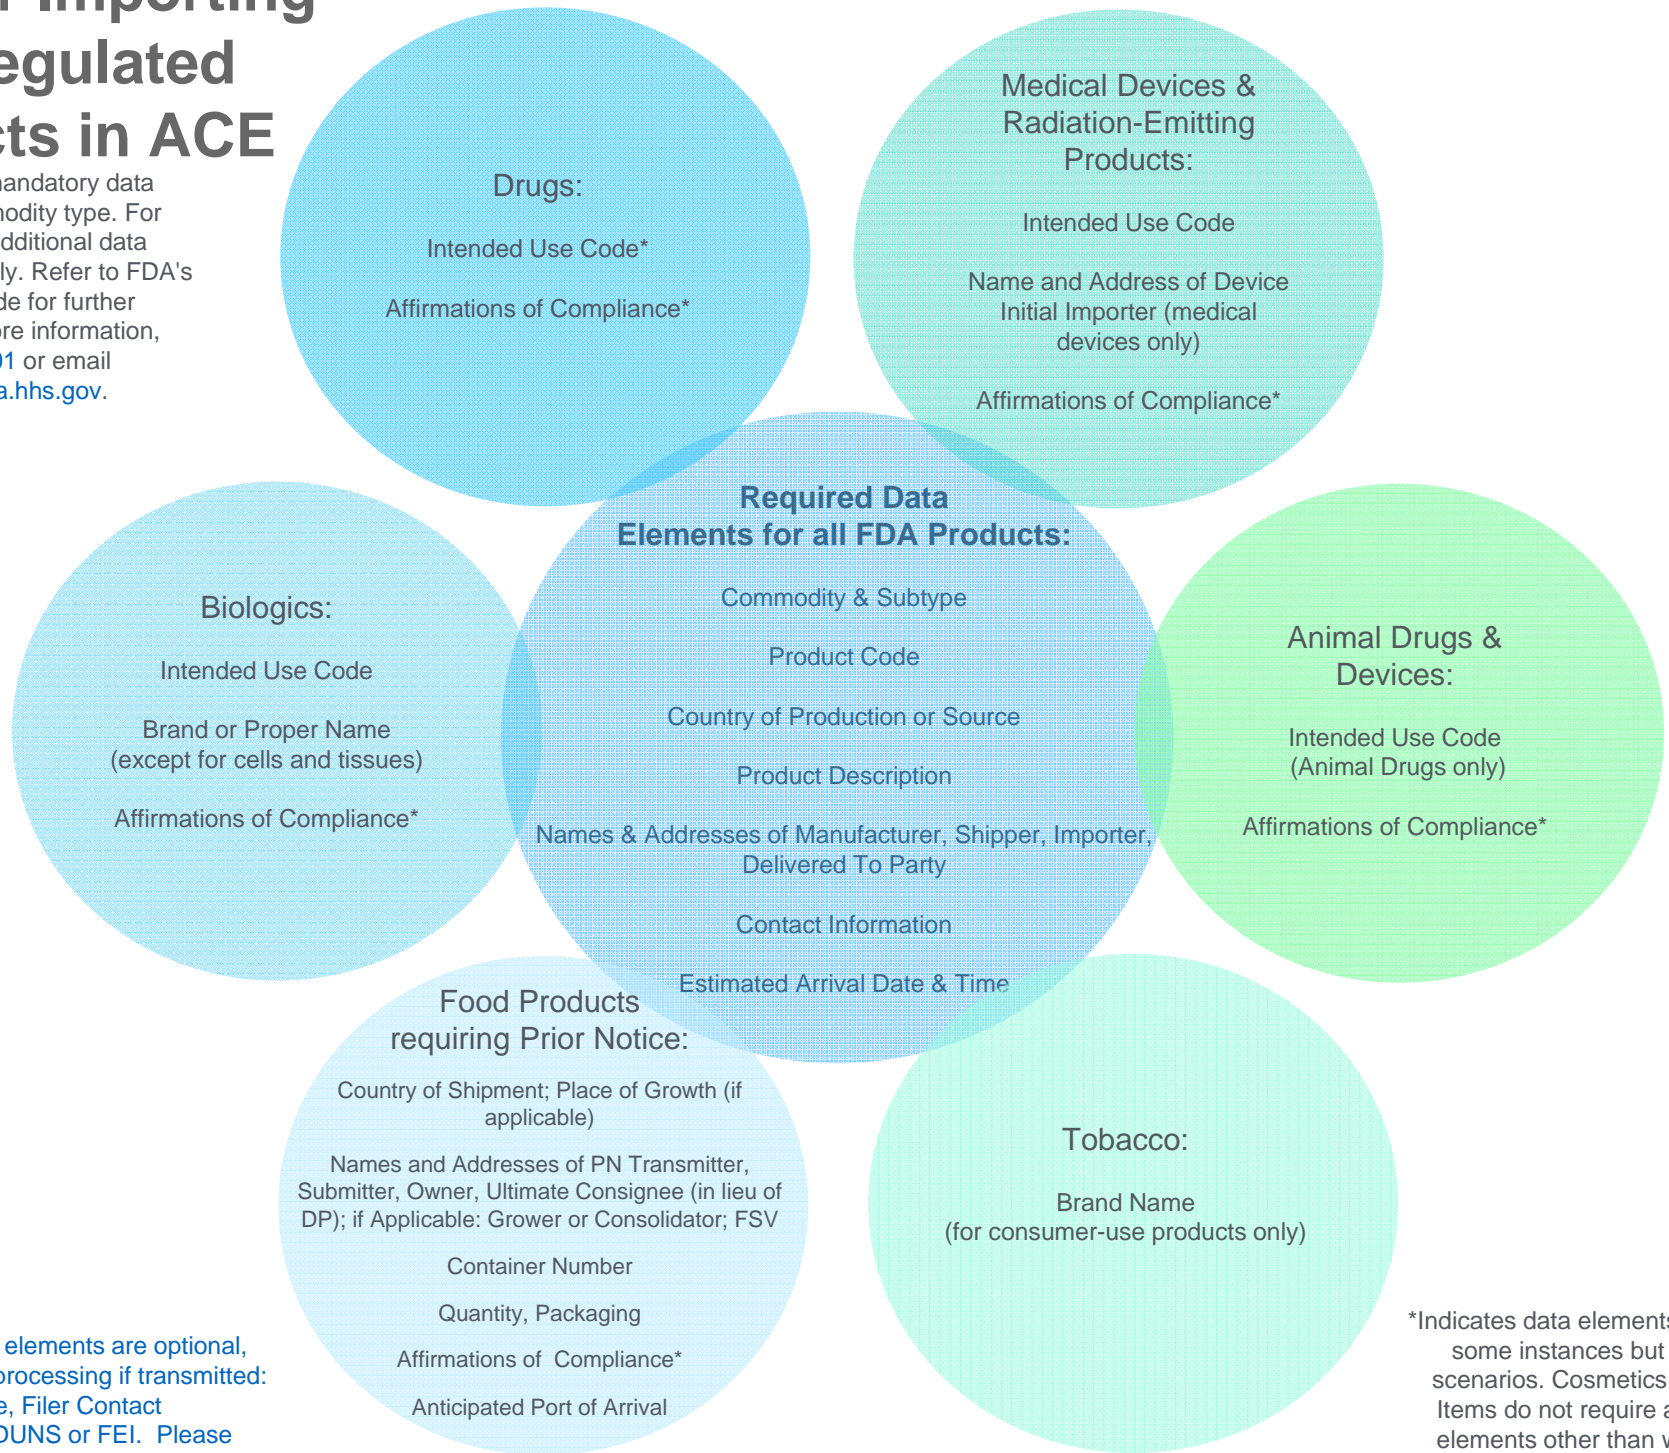 Importing
egulated
cts in ACE
mandatory data
modity type. For
additional data
ly. Refer to FDA's
de for further
ore information,
01 or email
a.hhs.gov.
Drugs:
Intended Use Code*
Affirmations of Compliance*
Medical Devices &
Radiation-Emitting
Products:
Intended Use Code
Name and Address of Device
Initial Importer (medical
devices only)
Affirmations of Compliance*
Required Data
Elements for all FDA Products:
Commodity & Subtype
Product Code
Country of Production or Source
Product Description
Names & Addresses of Manufacturer, Shipper, Importer,
Delivered To Party
Contact Information
Estimated Arrival Date & Time
Biologics:
Intended Use Code
Brand or Proper Name
(except for cells and tissues)
Affirmations of Compliance*
Animal Drugs &
Devices:
Intended Use Code
(Animal Drugs only)
Affirmations of Compliance*
Food Products
requiring Prior Notice:
Country of Shipment; Place of Growth (if
applicable)
Names and Addresses of PN Transmitter,
Submitter, Owner, Ultimate Consignee (in lieu of
DP); if Applicable: Grower or Consolidator; FSV
Container Number
Quantity, Packaging
Affirmations of  Compliance*
Anticipated Port of Arrival
Tobacco:
Brand Name
(for consumer-use products only)
elements are optional,
processing if transmitted:
e, Filer Contact
DUNS or FEI.  Please
*Indicates data elements
some instances but
scenarios. Cosmetics
Items do not require a
elements other than w